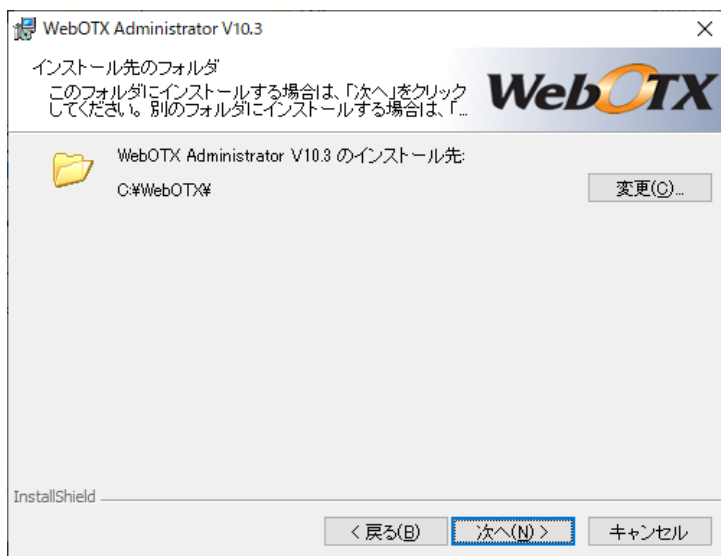 WebOTX Administrator V10.3
インストール先のフォルダ
このフォルダにインストールする場合は、「次へ」をクリック
してください。別のフォルダにインストールする場合は、「...
WebOTX
WebOTX Administrator V10.3 のインストール先:
C:¥WebOTX¥
変更(C)...
InstallShield
< 戻る(B)
次へ(N) >
キャンセル